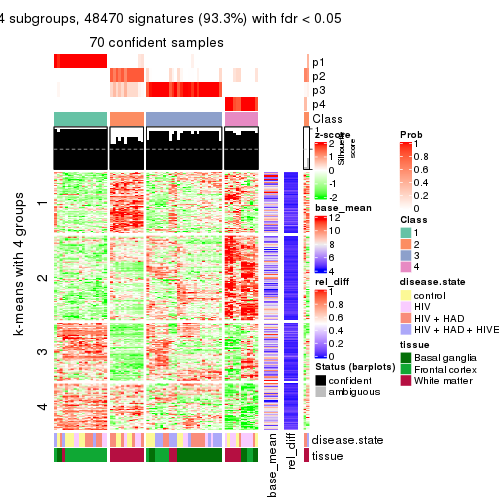 4 subgroups, 48470 signatures (93.3%) with fdr < 0.05
70 confident samples
p1
p2
p3
p4
Class
1
Silhouette score
k-means with 4 groups
1
2
3
4
base_mean
rel_diff
disease.state
tissue
z-score
2
1
0
-1
-2
base_mean
12
10
8
6
4
rel_diff
1
0.8
0.6
0.4
0.2
0
Status (barplots)
confident
ambiguous
Prob
1
0.8
0.6
0.4
0.2
0
Class
1
2
3
4
disease.state
control
HIV
HIV + HAD
HIV + HAD + HIVE
tissue
Basal ganglia
Frontal cortex
White matter